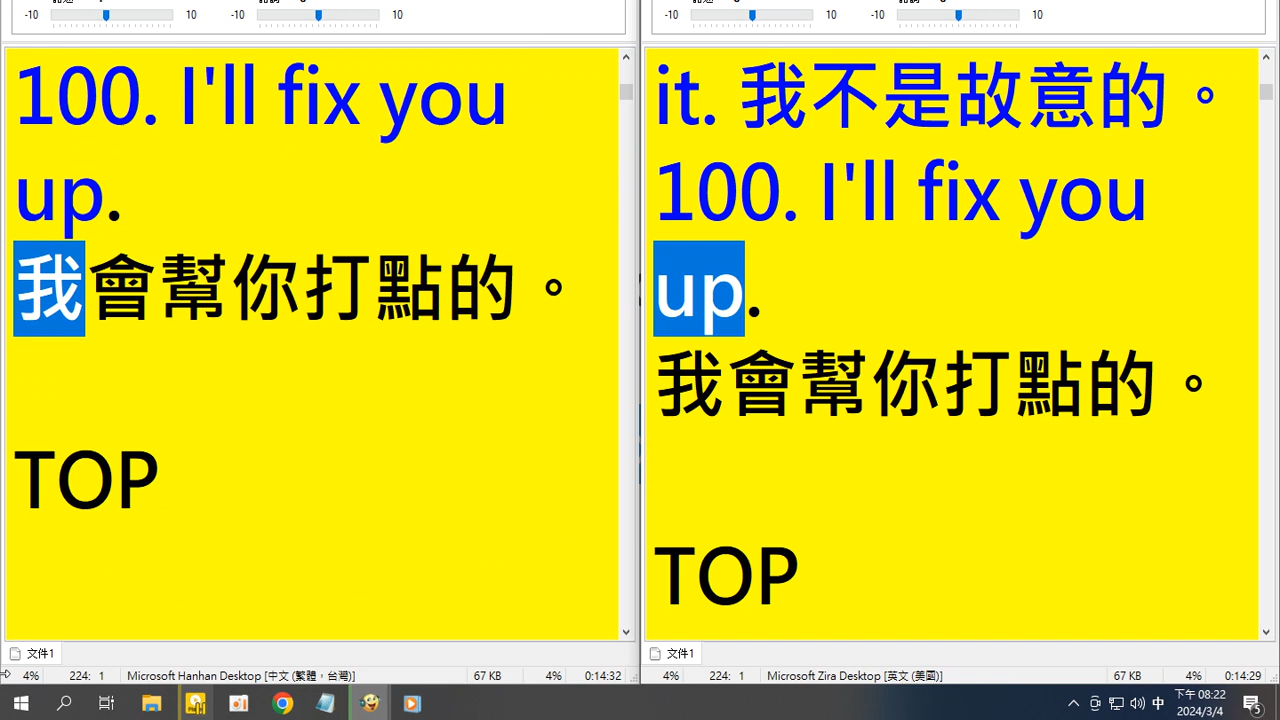 -10 10 -10 10
100. I'll fix you
up.
我會幫你打點的。
TOP
文件1
4% 224: 1 Microsoft Hanhan Desktop [中文 (繁體，台灣)] 67 KB 4% 0:14:32
-10 10 -10 10
it. 我不是故意的。
100. I'll fix you
up.
我會幫你打點的。
TOP
文件1
4% 224: 1 Microsoft Zira Desktop [英文 (美國)] 67 KB 4% 0:14:29
中
下午 08:22
2024/3/4
5